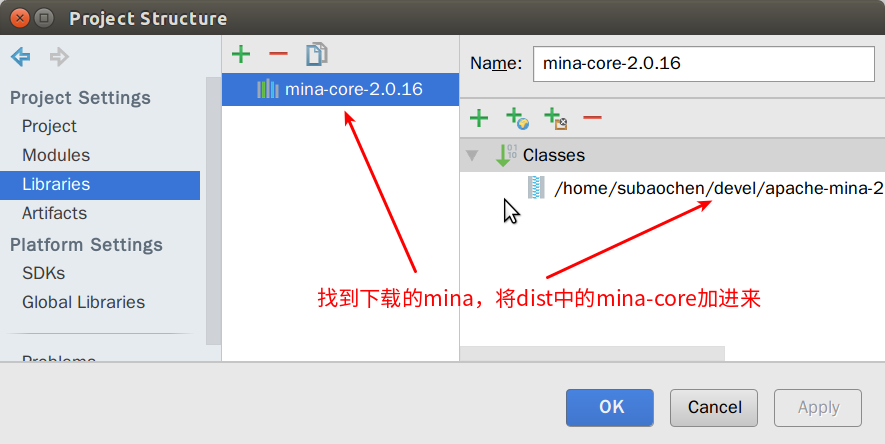 Project Structure
Project Settings
Project
Modules
Libraries
Artifacts
Platform Settings
SDKs
Global Libraries
Problems
mina-core-2.0.16
Name: mina-core-2.0.16
Classes
/home/subaochen/devel/apache-mina-2
找到下载的mina，将dist中的mina-core加进来
OK Cancel Apply